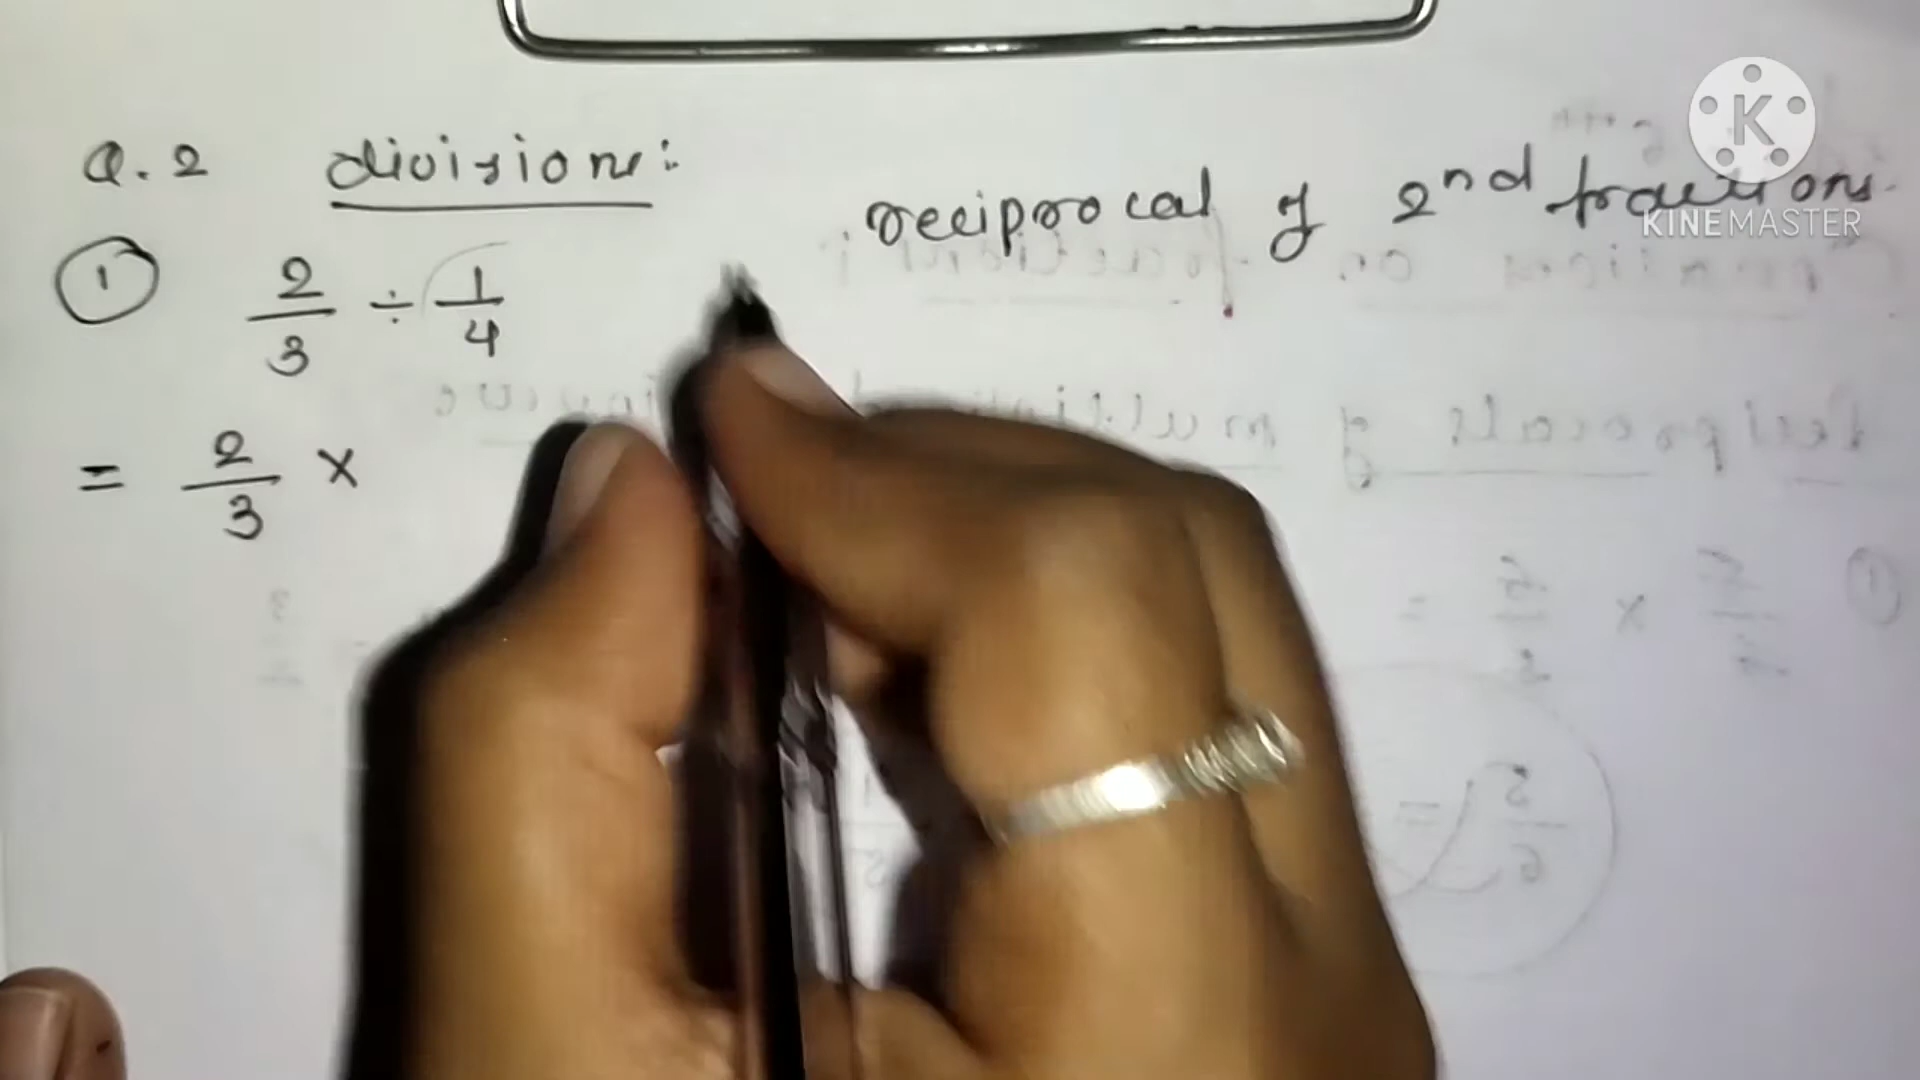 Q. 2 division:
reciprocal of 2nd fractions.
KINEMASTER
① 2/3 ÷ 1/4
= 2/3 ×